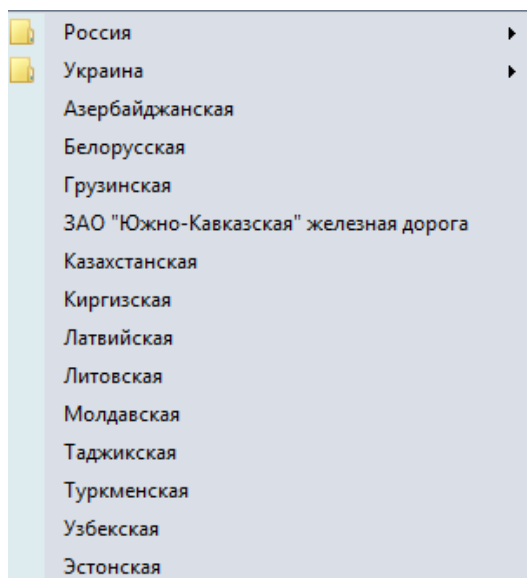 Россия
Украина
Азербайджанская
Белорусская
Грузинская
ЗАО "Южно-Кавказская" железная дорога
Казахстанская
Киргизская
Латвийская
Литовская
Молдавская
Таджикская
Туркменская
Узбекская
Эстонская